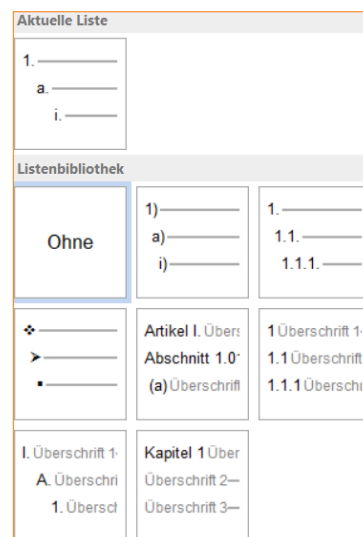 Aktuelle Liste
1.
a.
i.
Listenbibliothek
Ohne
1)
a)
i)
1.
1.1.
1.1.1.
Artikel I. Übers
Abschnitt 1.0
(a) Überschrift
1 Überschrift 1
1.1 Überschrift
1.1.1 Übersch
I. Überschrift 1
A. Überschri
1. Übersch
Kapitel 1 Über
Überschrift 2
Überschrift 3